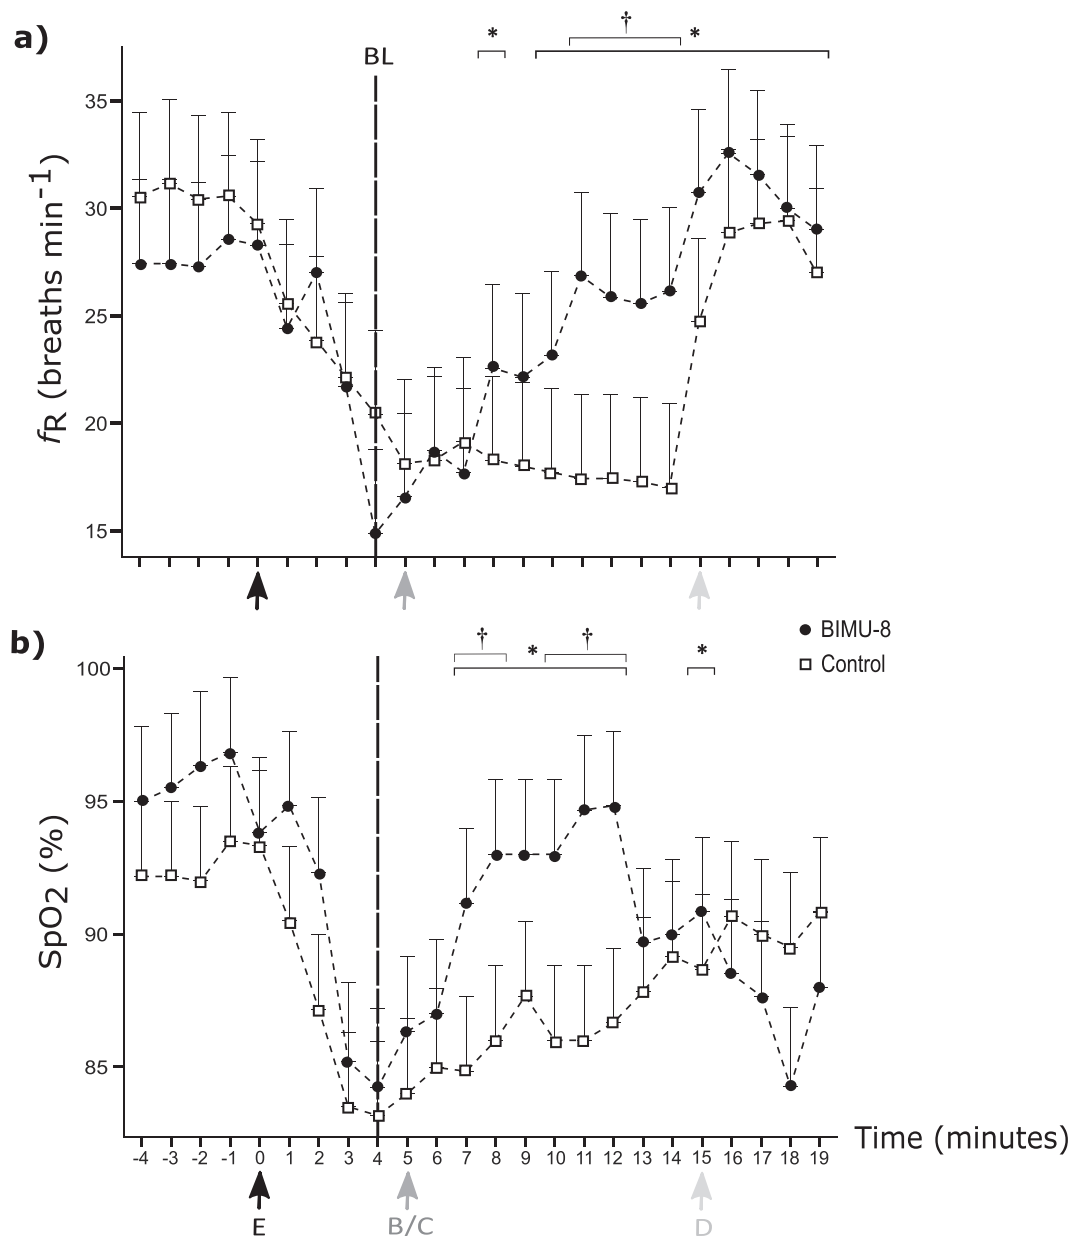 a)
BL
*
†
*
fR (breaths min-1)
35
30
25
20
15
b)
BIMU-8
Control
†
*
†
*
SpO2 (%)
100
95
90
85
-4 -3 -2 -1 0 1 2 3 4 5 6 7 8 9 10 11 12 13 14 15 16 17 18 19
Time (minutes)
E
B/C
D